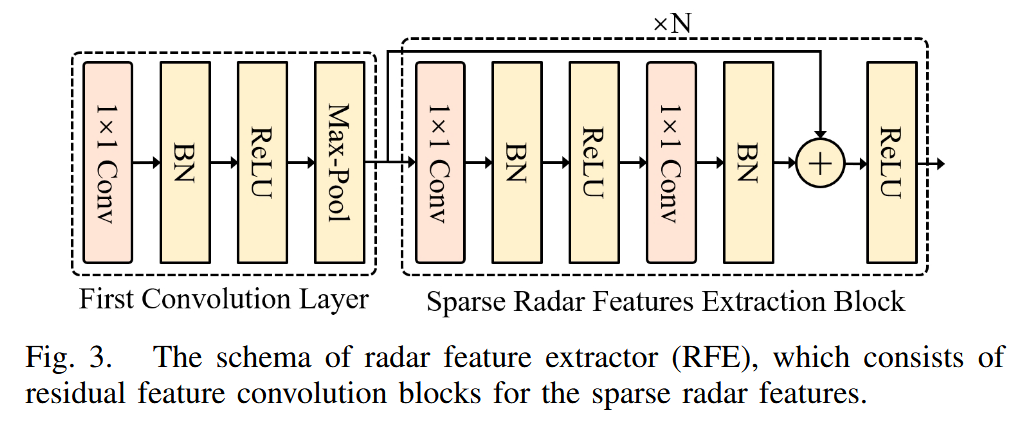 ×N
1×1 Conv
BN
ReLU
Max-Pool
1×1 Conv
BN
ReLU
1×1 Conv
BN
+
ReLU
First Convolution Layer
Sparse Radar Features Extraction Block
Fig. 3. The schema of radar feature extractor (RFE), which consists of
residual feature convolution blocks for the sparse radar features.